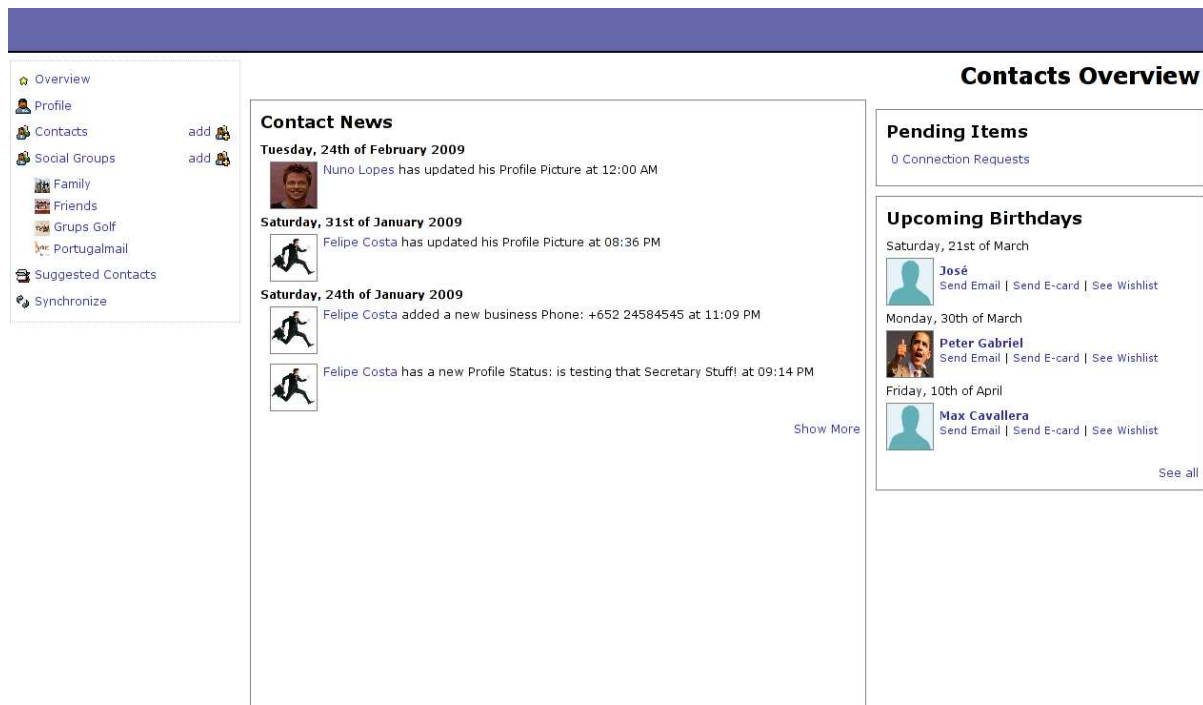 Contacts Overview
Overview
Profile
Contacts add
Social Groups add
Family
Friends
Grups Golf
Portugalmail
Suggested Contacts
Synchronize
Contact News
Tuesday, 24th of February 2009
Nuno Lopes has updated his Profile Picture at 12:00 AM
Saturday, 31st of January 2009
Felipe Costa has updated his Profile Picture at 08:36 PM
Saturday, 24th of January 2009
Felipe Costa added a new business Phone: +652 24584545 at 11:09 PM
Felipe Costa has a new Profile Status: is testing that Secretary Stuff! at 09:14 PM
Show More
Pending Items
0 Connection Requests
Upcoming Birthdays
Saturday, 21st of March
José
Send Email | Send E-card | See Wishlist
Monday, 30th of March
Peter Gabriel
Send Email | Send E-card | See Wishlist
Friday, 10th of April
Max Cavallera
Send Email | Send E-card | See Wishlist
See all